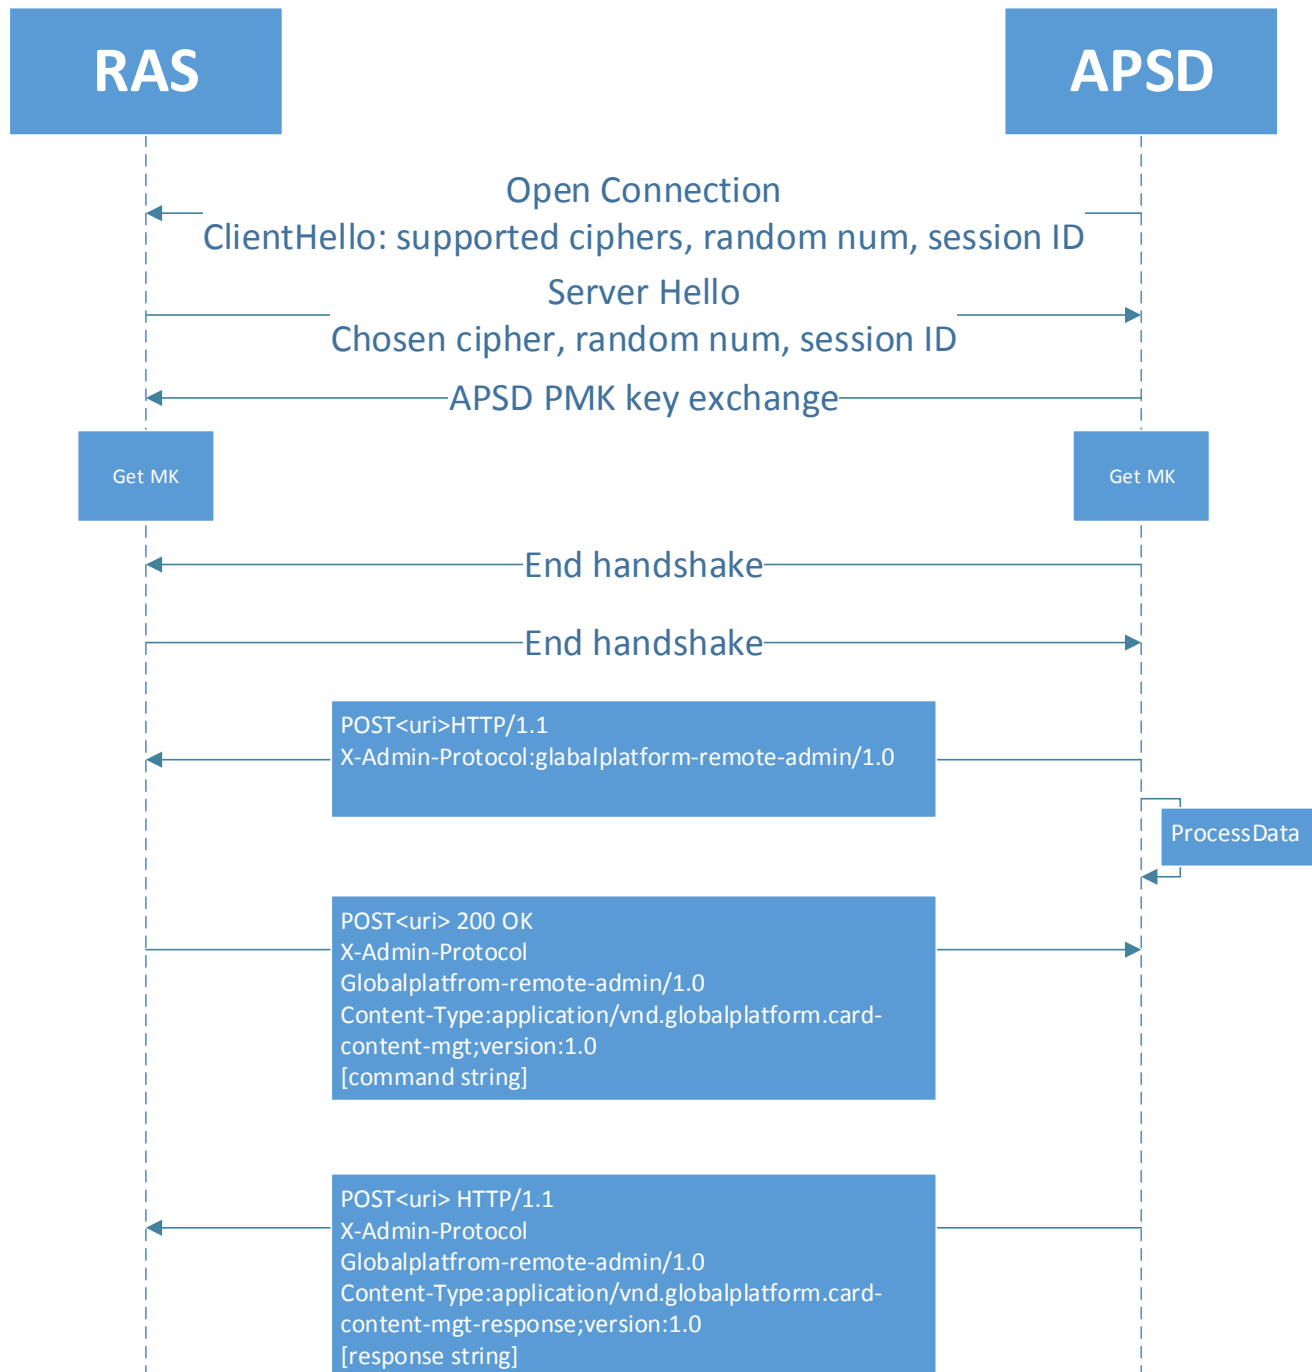 RAS
APSD
Open Connection
ClientHello: supported ciphers, random num, session ID
Server Hello
Chosen cipher, random num, session ID
APSD PMK key exchange
Get MK
Get MK
End handshake
End handshake
POST<uri>HTTP/1.1
X-Admin-Protocol:glabalplatform-remote-admin/1.0
ProcessData
POST<uri> 200 OK
X-Admin-Protocol
Globalplatfrom-remote-admin/1.0
Content-Type:application/vnd.globalplatform.card-
content-mgt;version:1.0
[command string]
POST<uri> HTTP/1.1
X-Admin-Protocol
Globalplatfrom-remote-admin/1.0
Content-Type:application/vnd.globalplatform.card-
content-mgt-response;version:1.0
[response string]